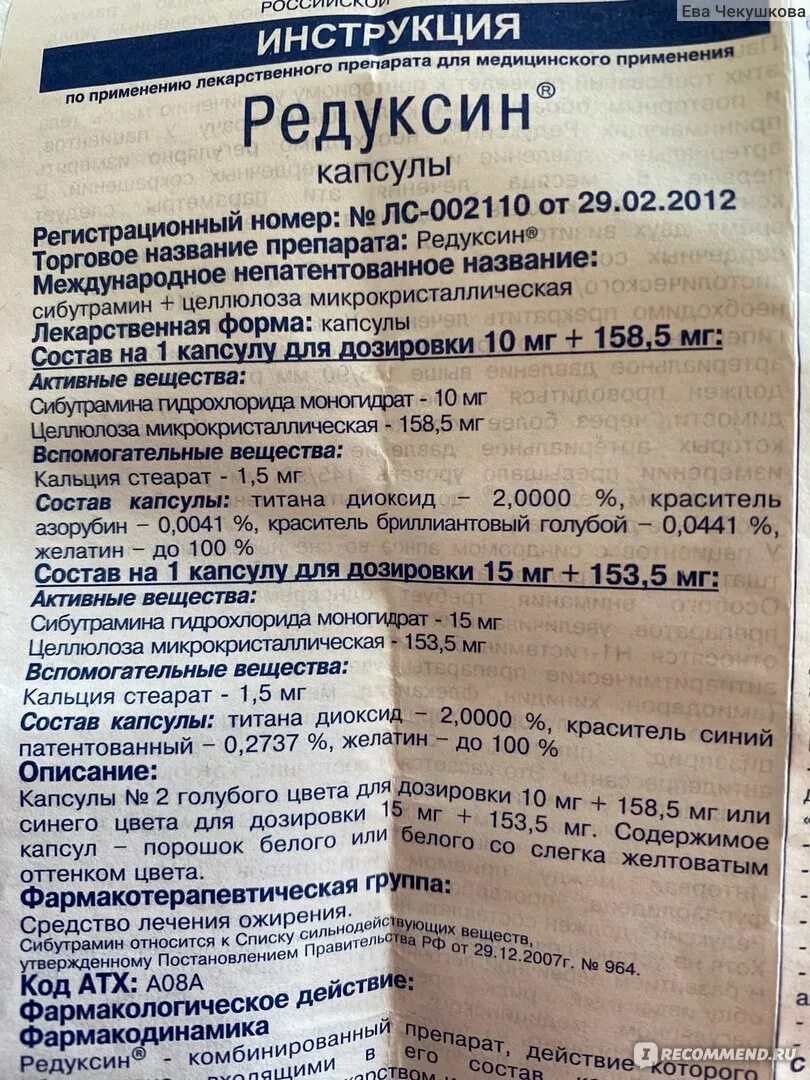 РОССИЙСКОЙ
Ева Чекушкова
ИНСТРУКЦИЯ
по применению лекарственного препарата для медицинского применения
Редуксин®
капсулы
Регистрационный номер: № ЛС-002110 от 29.02.2012
Торговое название препарата: Редуксин®
Международное непатентованное название:
сибутрамин + целлюлоза микрокристаллическая
Лекарственная форма: капсулы
Состав на 1 капсулу для дозировки 10 мг + 158,5 мг:
Активные вещества:
Сибутрамина гидрохлорида моногидрат - 10 мг
Целлюлоза микрокристаллическая - 158,5 мг
Вспомогательные вещества:
Кальция стеарат - 1,5 мг
Состав капсулы: титана диоксид – 2,0000 %, краситель
азорубин – 0,0041 %, краситель бриллиантовый голубой – 0,0441 %,
желатин – до 100 %
Состав на 1 капсулу для дозировки 15 мг + 153,5 мг:
Активные вещества:
Сибутрамина гидрохлорида моногидрат - 15 мг
Целлюлоза микрокристаллическая - 153,5 мг
Вспомогательные вещества:
Кальция стеарат - 1,5 мг
Состав капсулы: титана диоксид – 2,0000 %, краситель синий
патентованный – 0,2737 %, желатин – до 100 %
Описание:
Капсулы № 2 голубого цвета для дозировки 10 мг + 158,5 мг или
синего цвета для дозировки 15 мг + 153,5 мг. Содержимое
капсул – порошок белого или белого со слегка желтоватым
оттенком цвета.
Фармакотерапевтическая группа:
Средство лечения ожирения.
Сибутрамин относится к Списку сильнодействующих веществ,
утвержденному Постановлением Правительства РФ от 29.12.2007г. № 964.
Код АТХ: А08А
Фармакологическое действие:
Фармакодинамика
Редуксин® - комбинированный препарат, действие которого
входящими в его состав
IRECOMMEND.RU